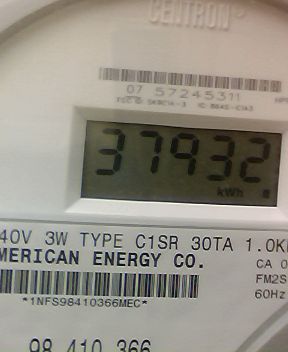 CENTRON
07 57245311
37932
kWh
40V 3W TYPE C1SR 30TA 1.0K
MERICAN ENERGY CO.
CA 0
FM2S
60Hz
*1NFS98410366MEC*
98 410 366